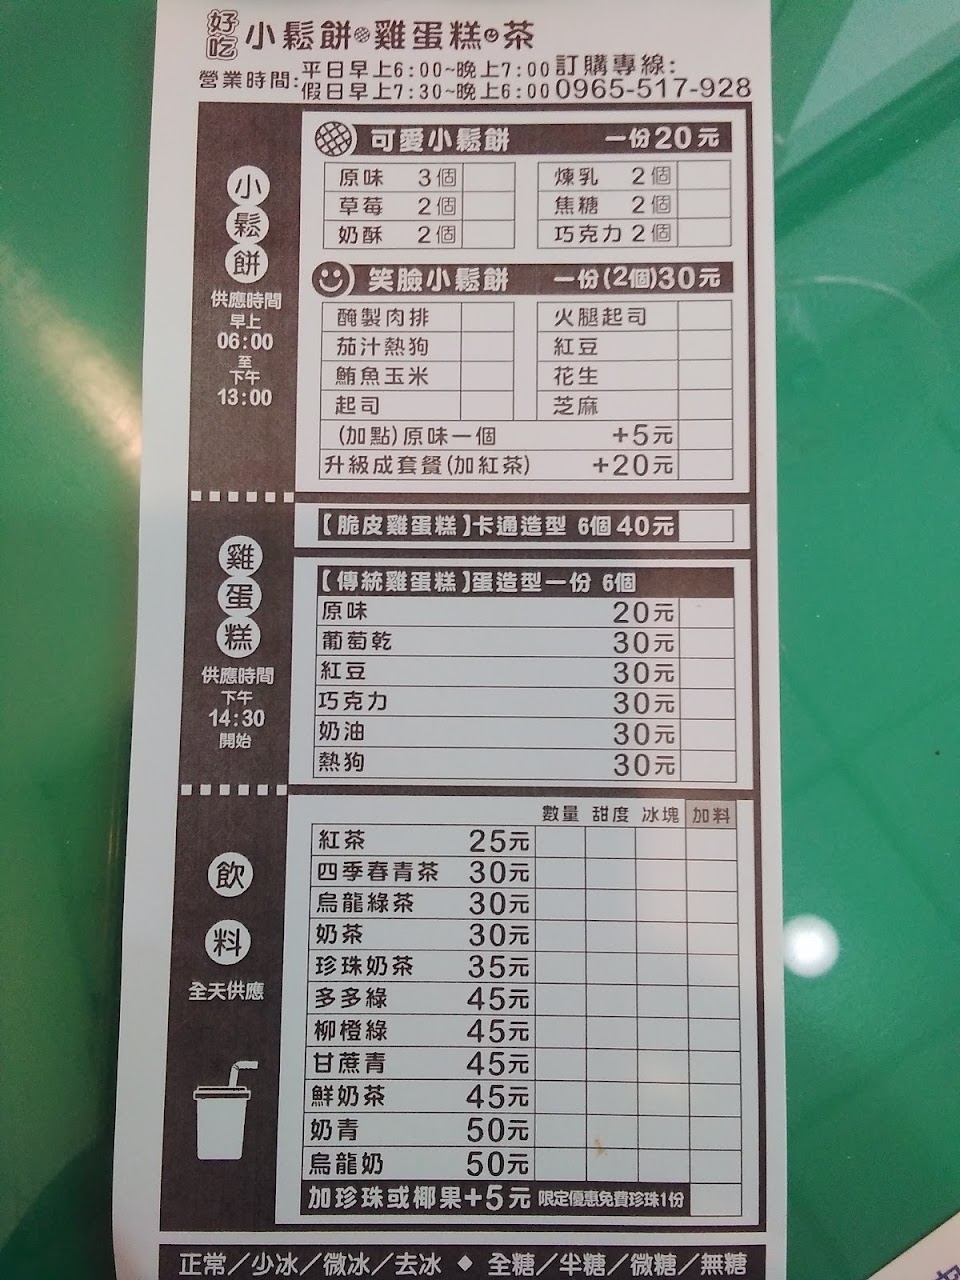 好吃 小鬆餅 雞蛋糕 茶
營業時間:平日早上6:00~晚上7:00 訂購專線:
假日早上7:30~晚上6:00 0965-517-928
小鬆餅
供應時間
早上
06:00
至
下午
13:00
可愛小鬆餅 一份20元
原味 3個 煉乳 2個
草莓 2個 焦糖 2個
奶酥 2個 巧克力 2個
笑臉小鬆餅 一份(2個)30元
醃製肉排 火腿起司
茄汁熱狗 紅豆
鮪魚玉米 花生
起司 芝麻
(加點)原味一個 +5元
升級成套餐(加紅茶) +20元
雞蛋糕
供應時間
下午
14:30
開始
【脆皮雞蛋糕】卡通造型 6個40元
【傳統雞蛋糕】蛋造型一份 6個
原味 20元
葡萄乾 30元
紅豆 30元
巧克力 30元
奶油 30元
熱狗 30元
飲料
全天供應
數量 甜度 冰塊 加料
紅茶 25元
四季春青茶 30元
烏龍綠茶 30元
奶茶 30元
珍珠奶茶 35元
多多綠 45元
柳橙綠 45元
甘蔗青 45元
鮮奶茶 45元
奶青 50元
烏龍奶 50元
加珍珠或椰果+5元 限定優惠免費珍珠1份
正常/少冰/微冰/去冰 ◆ 全糖/半糖/微糖/無糖